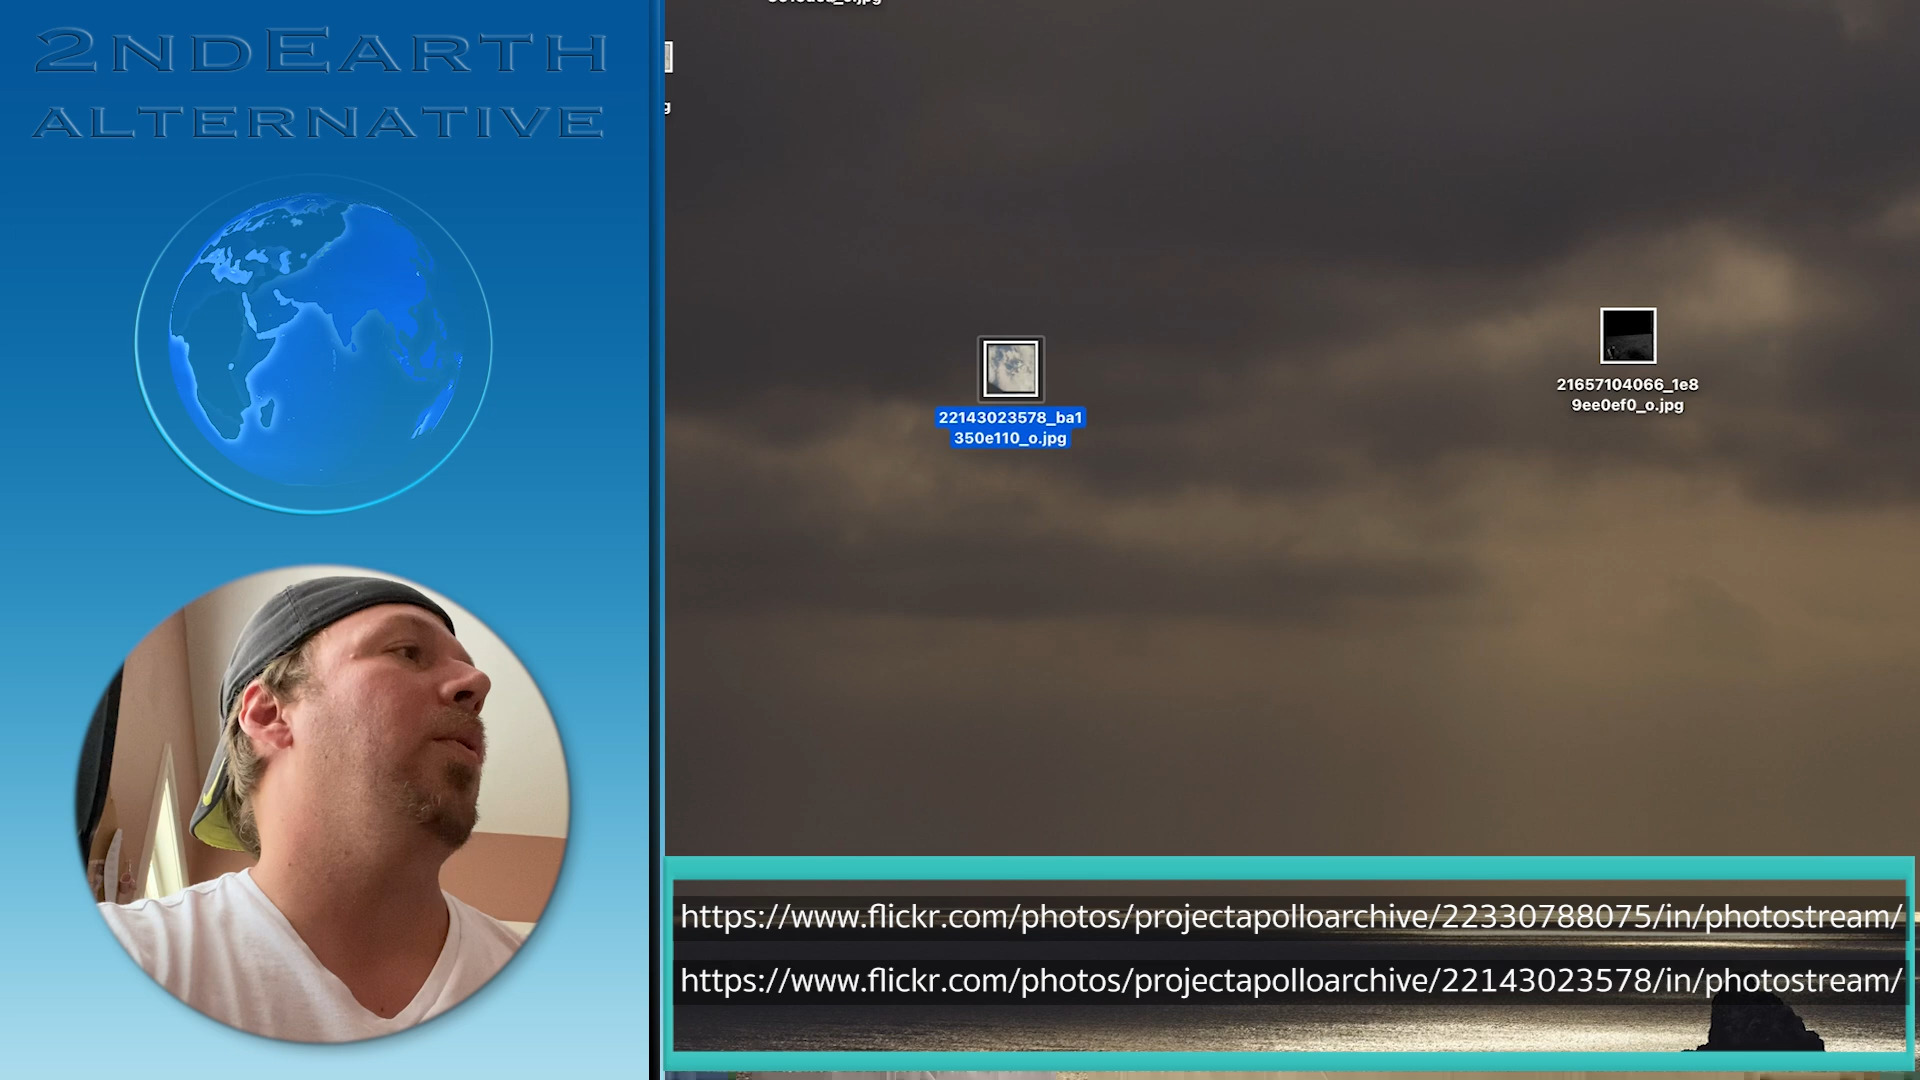 2ndEarth
Alternative
g
22143023578_ba1
350e110_o.jpg
21657104066_1e8
9ee0ef0_o.jpg
https://www.flickr.com/photos/projectapolloarchive/22330788075/in/photostream/
https://www.flickr.com/photos/projectapolloarchive/22143023578/in/photostream/